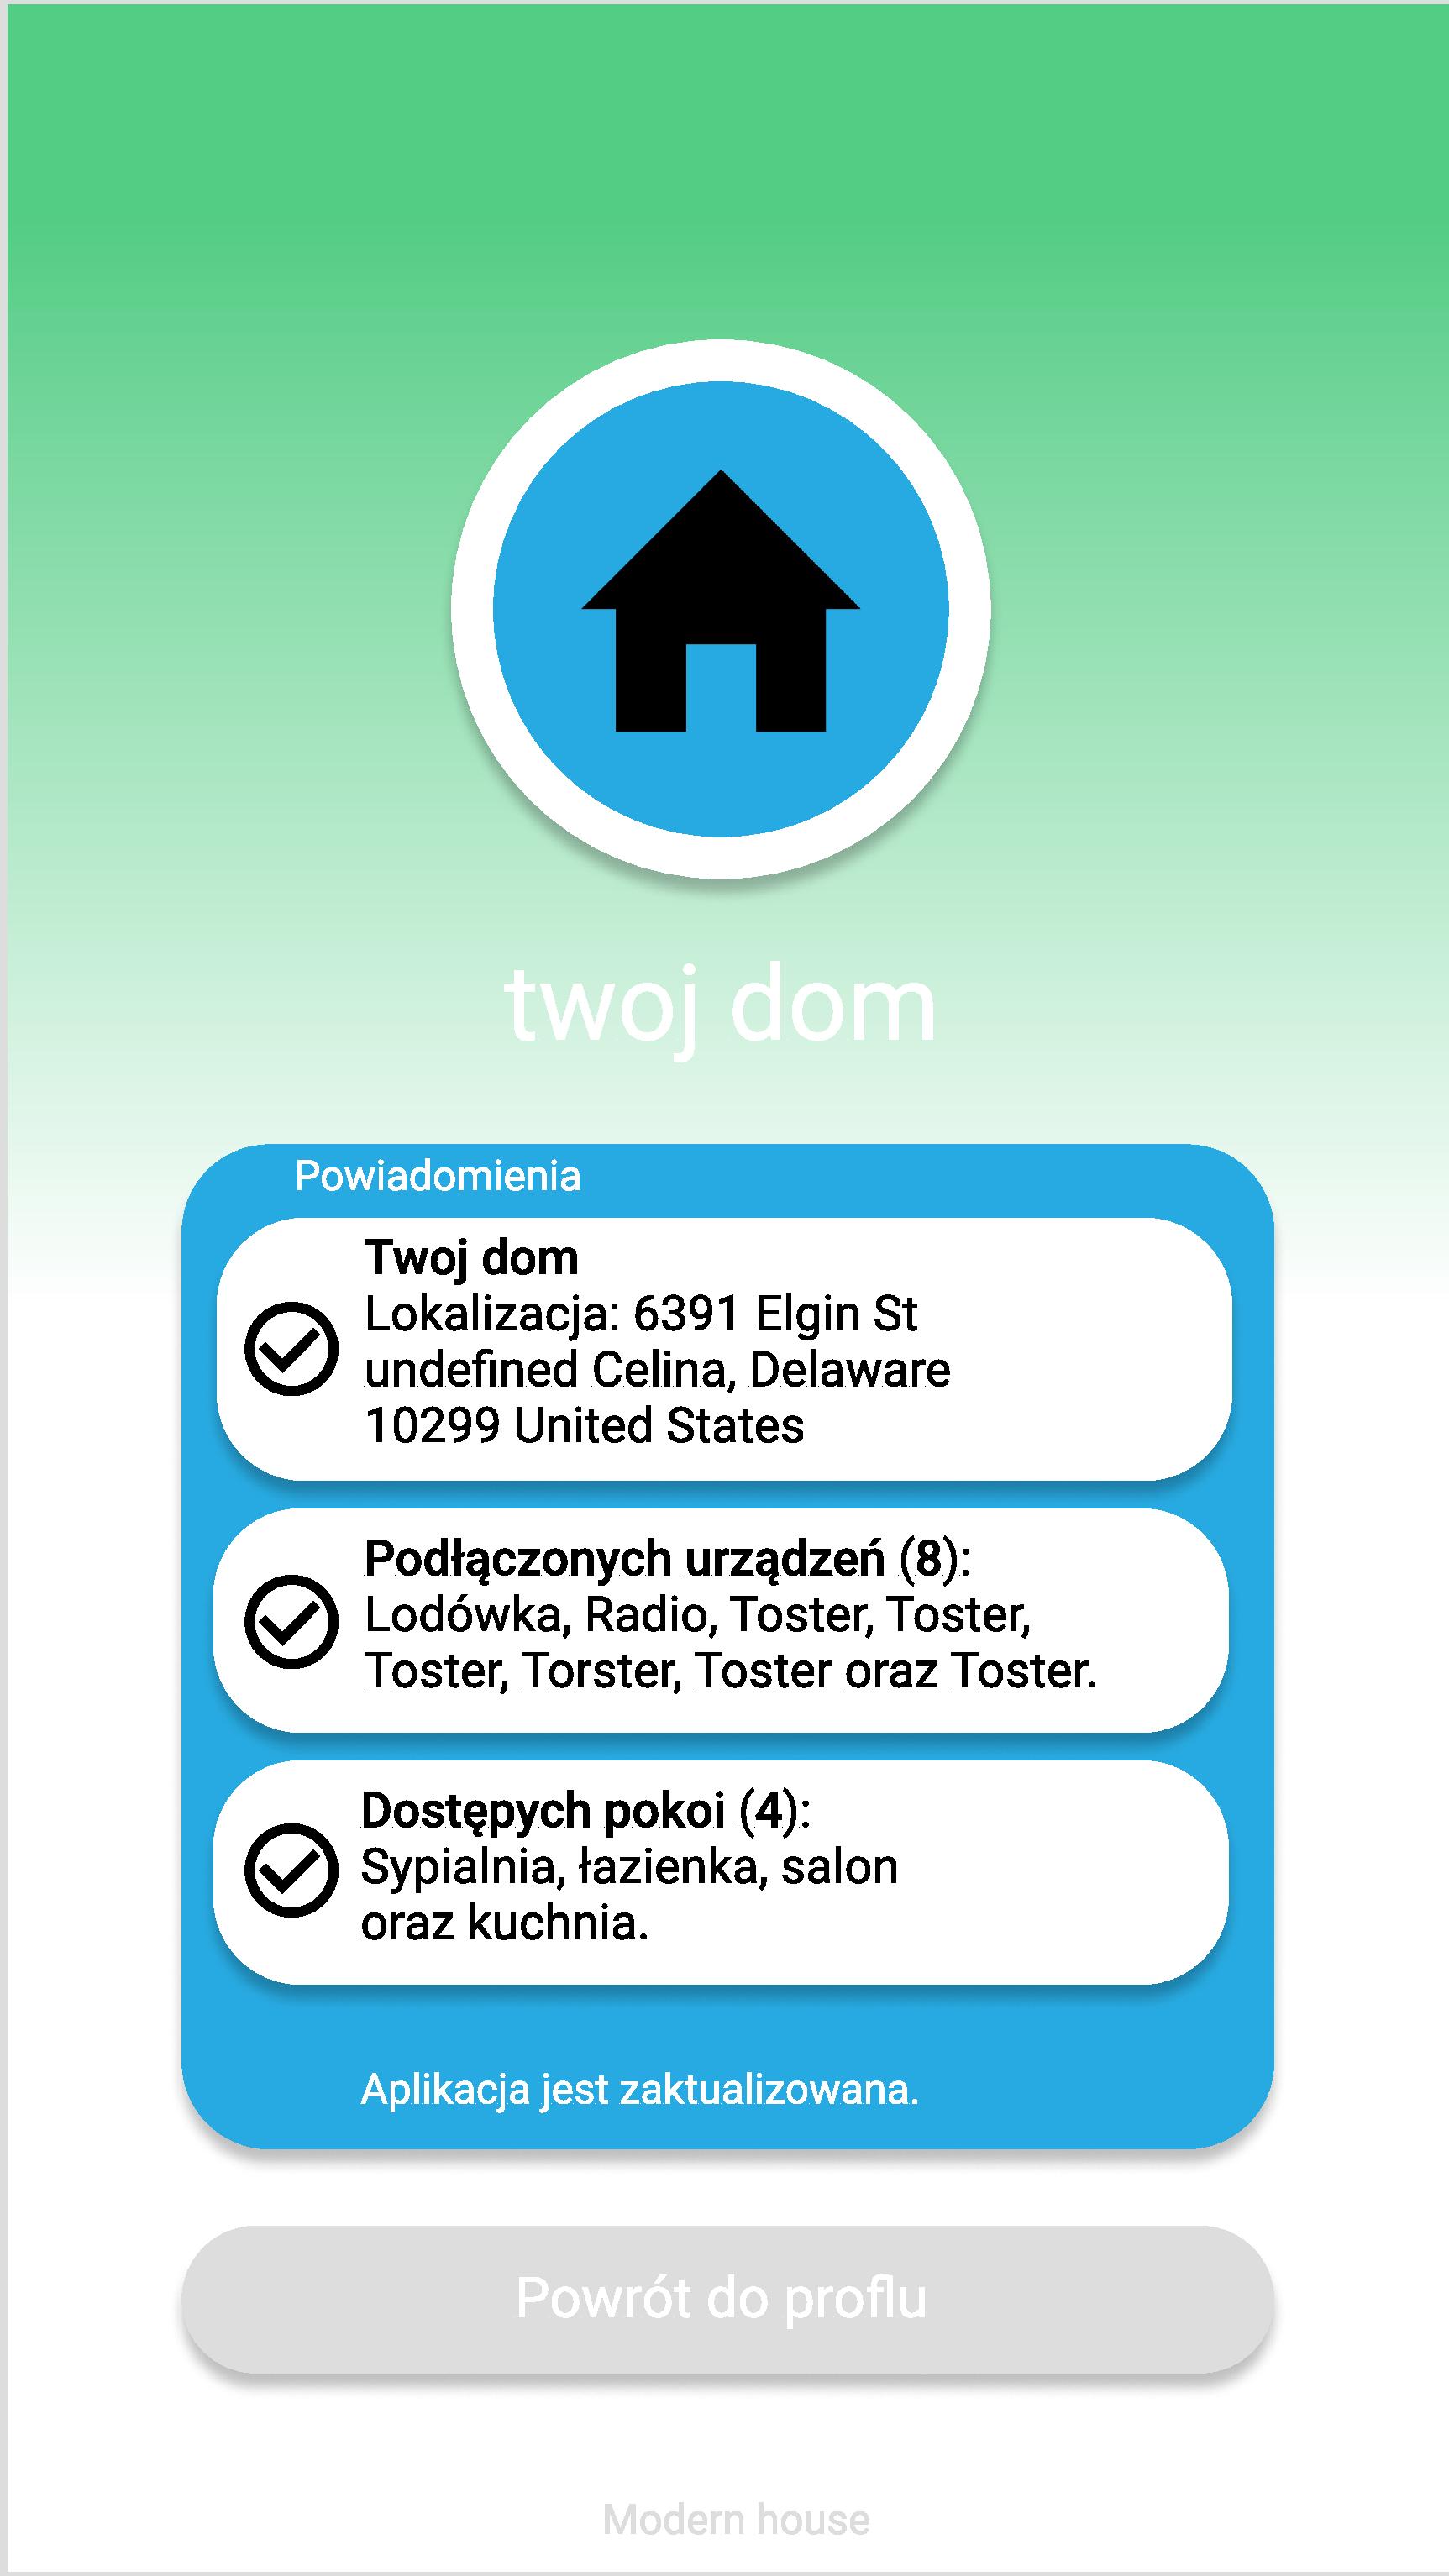 twoj dom
Powiadomienia
Twoj dom
Lokalizacja: 6391 Elgin St
undefined Celina, Delaware
10299 United States
Podłączonych urządzeń (8):
Lodówka, Radio, Toster, Toster,
Toster, Torster, Toster oraz Toster.
Dostępych pokoi (4):
Sypialnia, łazienka, salon
oraz kuchnia.
Aplikacja jest zaktualizowana.
Powrót do proflu
Modern house